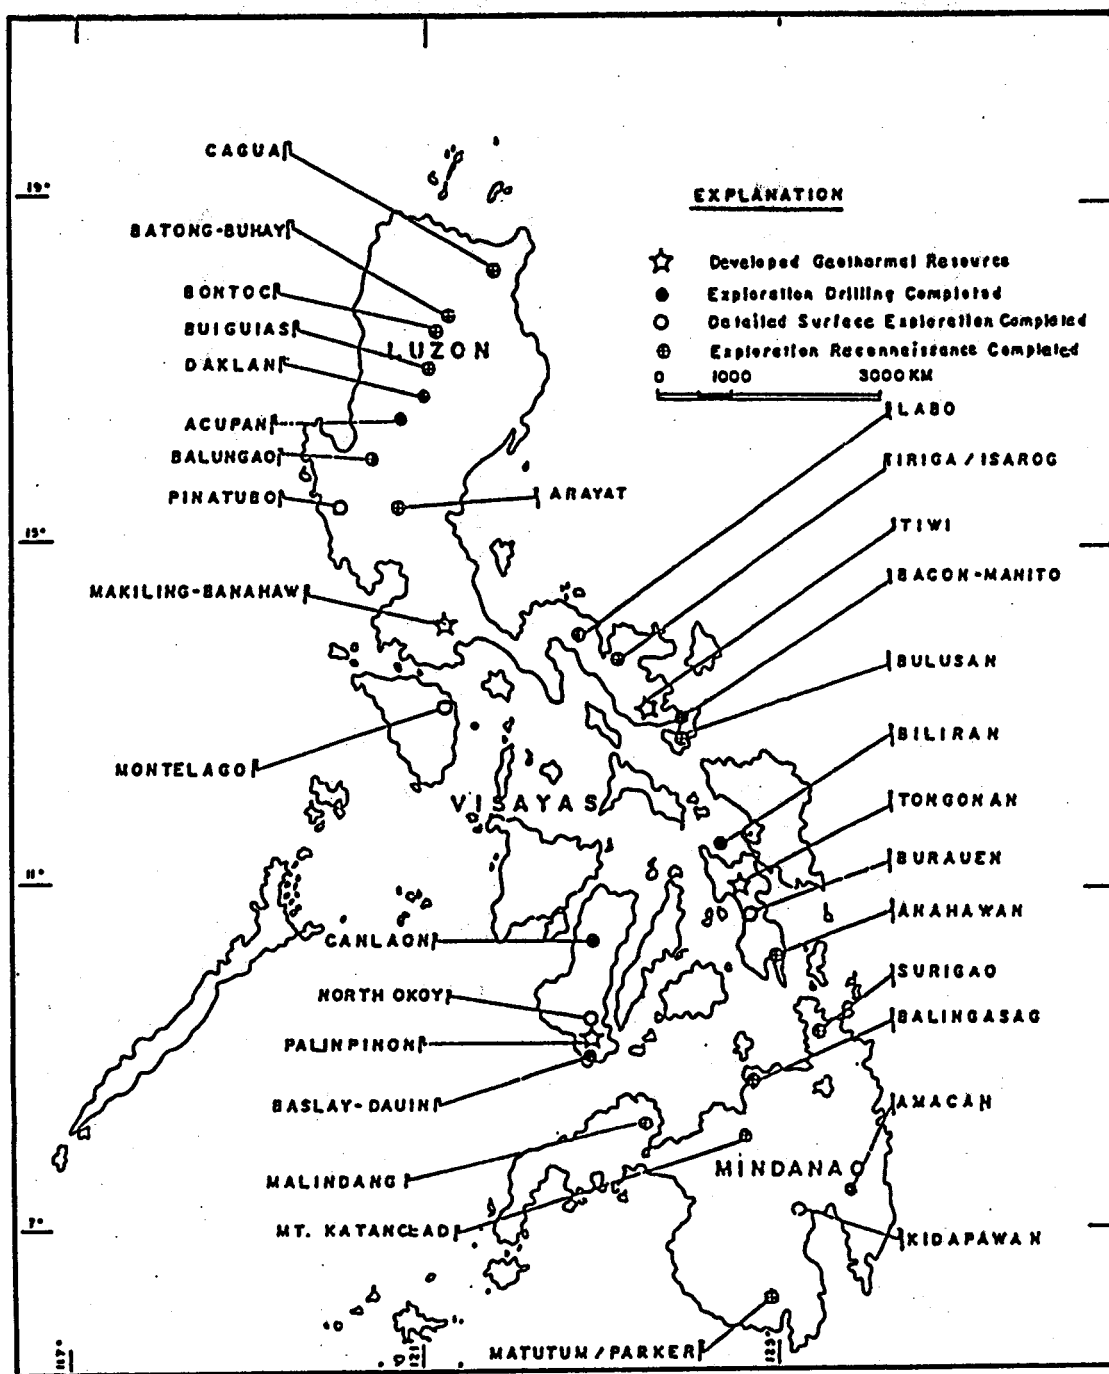 CAGUA
19°
EXPLANATION
BATONG-BUHAY
Developed Geothermal Resource
BONTOC
Exploration Drilling Completed
BUIGUIAS
Detailed Surface Exploration Completed
LUZON
Exploration Reconnaissance Completed
DAKLAN
0 1000 3000 KM
ACUPAN
LABO
BALUNGAO
IRIGA/ISAROG
PINATUBO
ARAYAT
TIWI
15°
BACON-MANITO
MAKILING-BANAHAW
BULUSAN
BILIRAN
MONTELAGO
VISAYAS
TONGONAN
BURAUEN
11°
ANAHAWAN
CANLAON
SURIGAO
NORTH OKOY
BALINGASAG
PALINPINON
BASLAY-DAUIN
AMACAN
MINDANAO
MALINDANG
7°
MT. KATANGLAD
KIDAPAWAN
MATUTUM/PARKER
117°
121°
125°